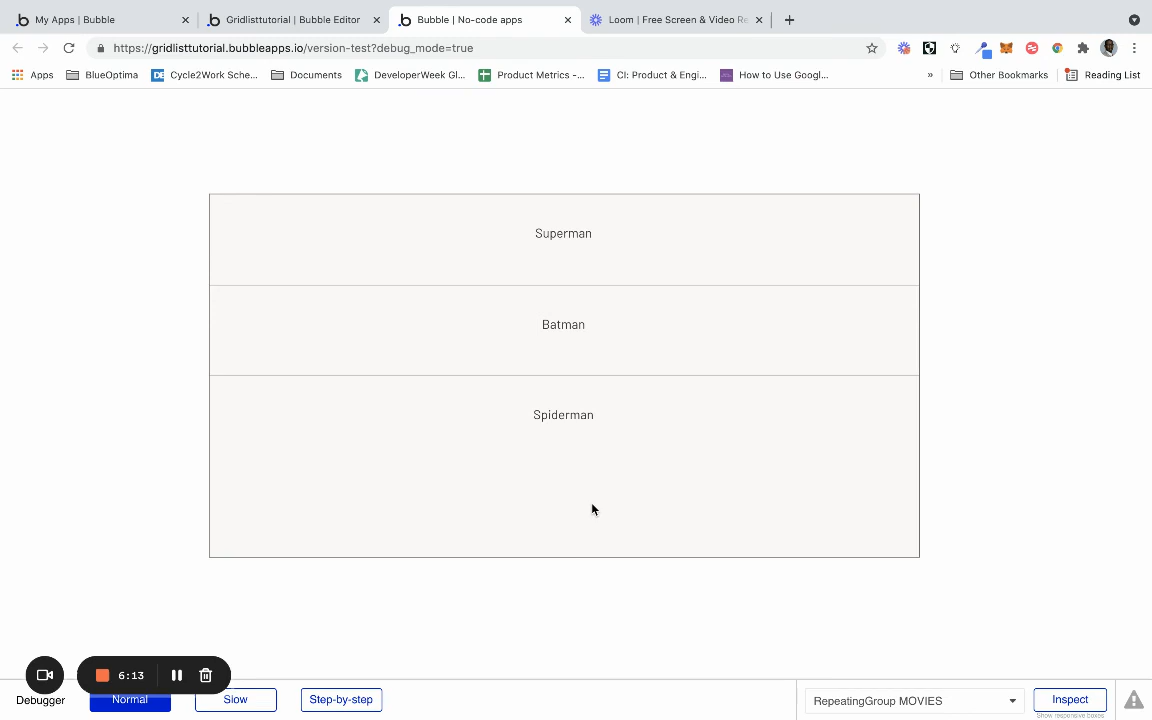 My Apps | Bubble
Gridlisttutorial | Bubble Editor
Bubble | No-code apps
Loom | Free Screen & Video Re
https://gridlisttutorial.bubbleapps.io/version-test?debug_mode=true
Apps
BlueOptima
DE Cycle2Work Sche...
Documents
DeveloperWeek Gl...
Product Metrics -...
CI: Product & Engi...
How to Use Googl...
»
Other Bookmarks
Reading List
Superman
Batman
Spiderman
6:13
Debugger
Normal
Slow
Step-by-step
RepeatingGroup MOVIES
Inspect
Show responsive boxes